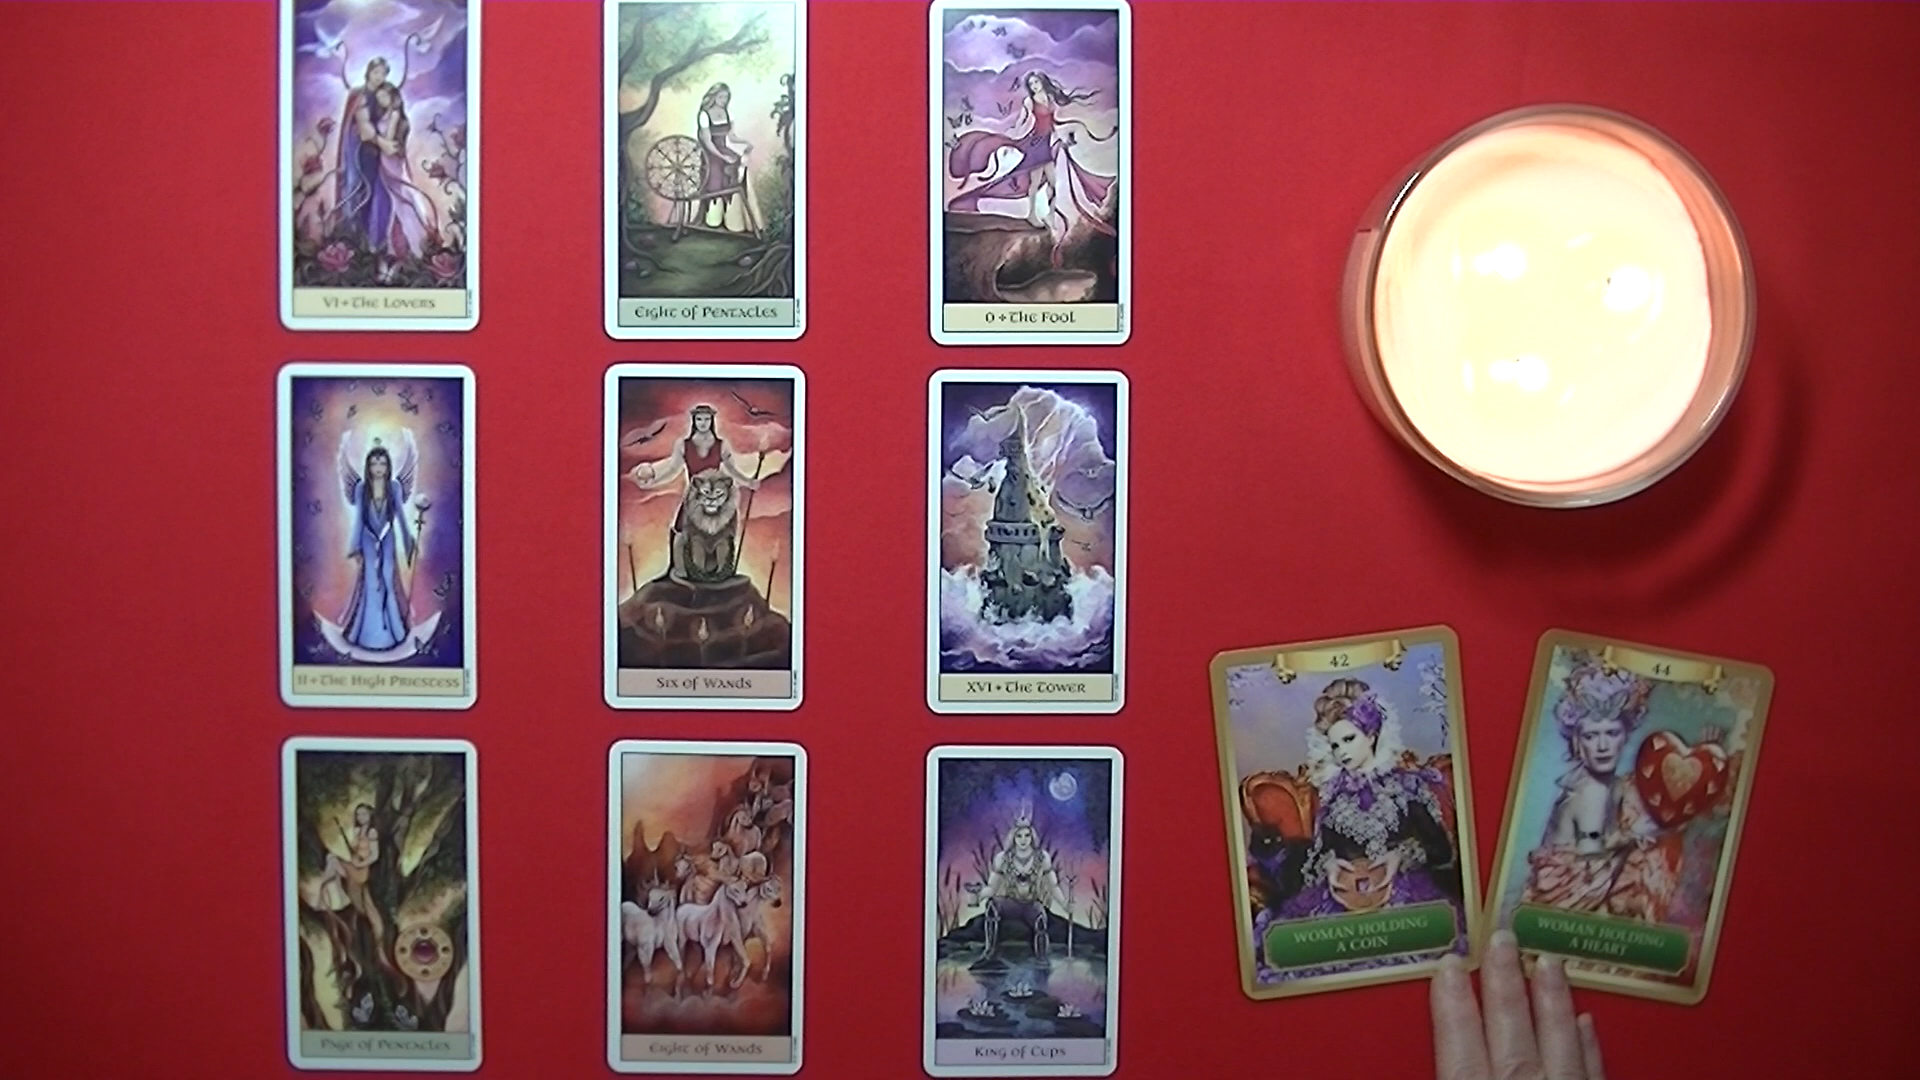 VI + The Lovers
Eight of Pentacles
0 + The Fool
II + The High Priestess
Six of Wands
XVI + The Tower
Page of Pentacles
Eight of Wands
King of Cups
42
WOMAN HOLDING
A COIN
44
WOMAN HOLDING
A HEART